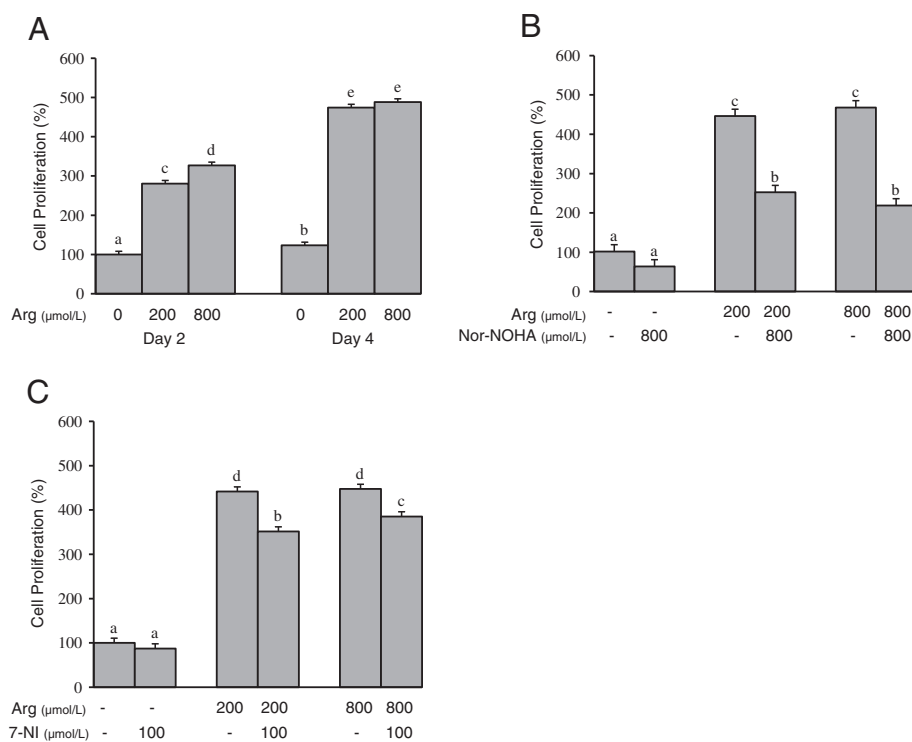 A
Cell Proliferation (%)
600
500
400
300
200
100
0
a
c
d
b
e
e
Arg (µmol/L) 0 200 800 0 200 800
Day 2 Day 4
B
Cell Proliferation (%)
600
500
400
300
200
100
0
a
a
c
b
c
b
Arg (µmol/L) - - 200 200 800 800
Nor-NOHA (µmol/L) - 800 - 800 - 800
C
Cell Proliferation (%)
600
500
400
300
200
100
0
a
a
d
b
d
c
Arg (µmol/L) - - 200 200 800 800
7-NI (µmol/L) - 100 - 100 - 100